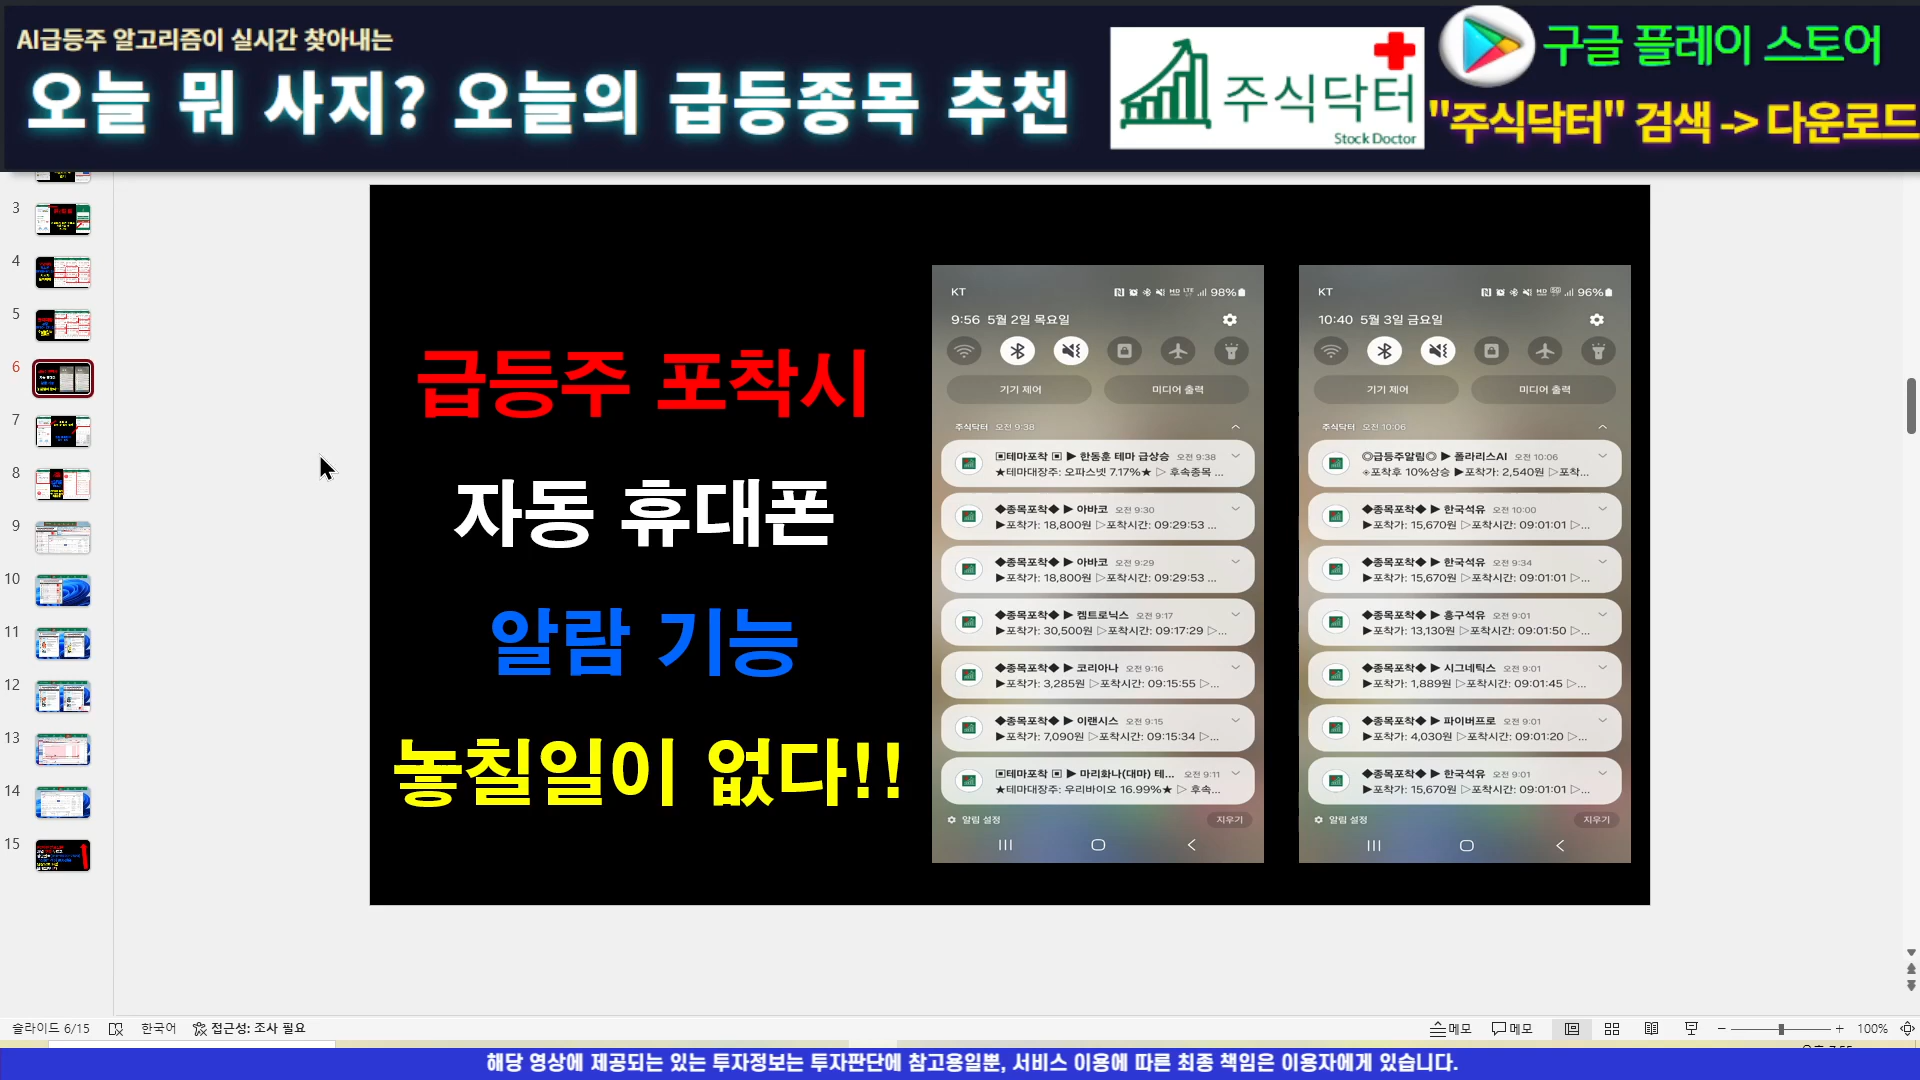 AI급등주 알고리즘이 실시간 찾아내는
오늘 뭐 사지? 오늘의 급등종목 추천
주식닥터
Stock Doctor
구글 플레이 스토어
"주식닥터" 검색 -> 다운로드
3
4
5
6
7
8
9
10
11
12
13
14
15
급등주 포착시
자동 휴대폰
알람 기능
놓칠일이 없다!!
KT 98%
9:56 5월 2일 목요일
기기 제어 미디어 출력
주식닥터 오전 9:38
▣테마포착 ▣ ▶ 한동훈 테마 급상승 오전 9:38
★테마대장주: 오파스넷 7.17%★ ▷ 후속종목 ...
◆종목포착◆ ▶ 아바코 오전 9:30
▶포착가: 18,800원 ▷포착시간: 09:29:53 ...
◆종목포착◆ ▶ 아바코 오전 9:29
▶포착가: 18,800원 ▷포착시간: 09:29:53 ...
◆종목포착◆ ▶ 켐트로닉스 오전 9:17
▶포착가: 30,500원 ▷포착시간: 09:17:29 ▷...
◆종목포착◆ ▶ 코리아나 오전 9:16
▶포착가: 3,285원 ▷포착시간: 09:15:55 ▷...
◆종목포착◆ ▶ 이랜시스 오전 9:15
▶포착가: 7,090원 ▷포착시간: 09:15:34 ▷...
▣테마포착 ▣ ▶ 마리화나(대마) 테... 오전 9:11
★테마대장주: 우리바이오 16.99%★ ▷ 후속...
알림 설정 지우기
KT 96%
10:40 5월 3일 금요일
기기 제어 미디어 출력
주식닥터 오전 10:06
◎급등주알림◎ ▶ 폴라리스AI 오전 10:06
◈포착후 10%상승 ▶포착가: 2,540원 ▷포착...
◆종목포착◆ ▶ 한국석유 오전 10:00
▶포착가: 15,670원 ▷포착시간: 09:01:01 ▷...
◆종목포착◆ ▶ 한국석유 오전 9:34
▶포착가: 15,670원 ▷포착시간: 09:01:01 ▷...
◆종목포착◆ ▶ 흥구석유 오전 9:01
▶포착가: 13,130원 ▷포착시간: 09:01:50 ▷...
◆종목포착◆ ▶ 시그네틱스 오전 9:01
▶포착가: 1,889원 ▷포착시간: 09:01:45 ▷...
◆종목포착◆ ▶ 파이버프로 오전 9:01
▶포착가: 4,030원 ▷포착시간: 09:01:20 ▷...
◆종목포착◆ ▶ 한국석유 오전 9:01
▶포착가: 15,670원 ▷포착시간: 09:01:01 ▷...
알림 설정 지우기
슬라이드 6/15 한국어 접근성: 조사 필요 메모 메모 100%
해당 영상에 제공되는 있는 투자정보는 투자판단에 참고용일뿐, 서비스 이용에 따른 최종 책임은 이용자에게 있습니다.